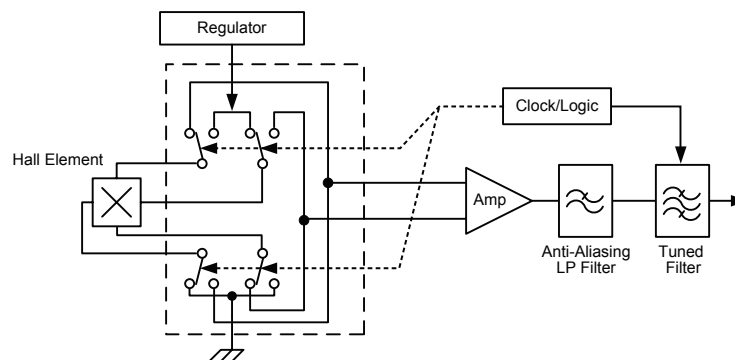 Regulator
Clock/Logic
Hall Element
Amp
Anti-Aliasing
LP Filter
Tuned
Filter